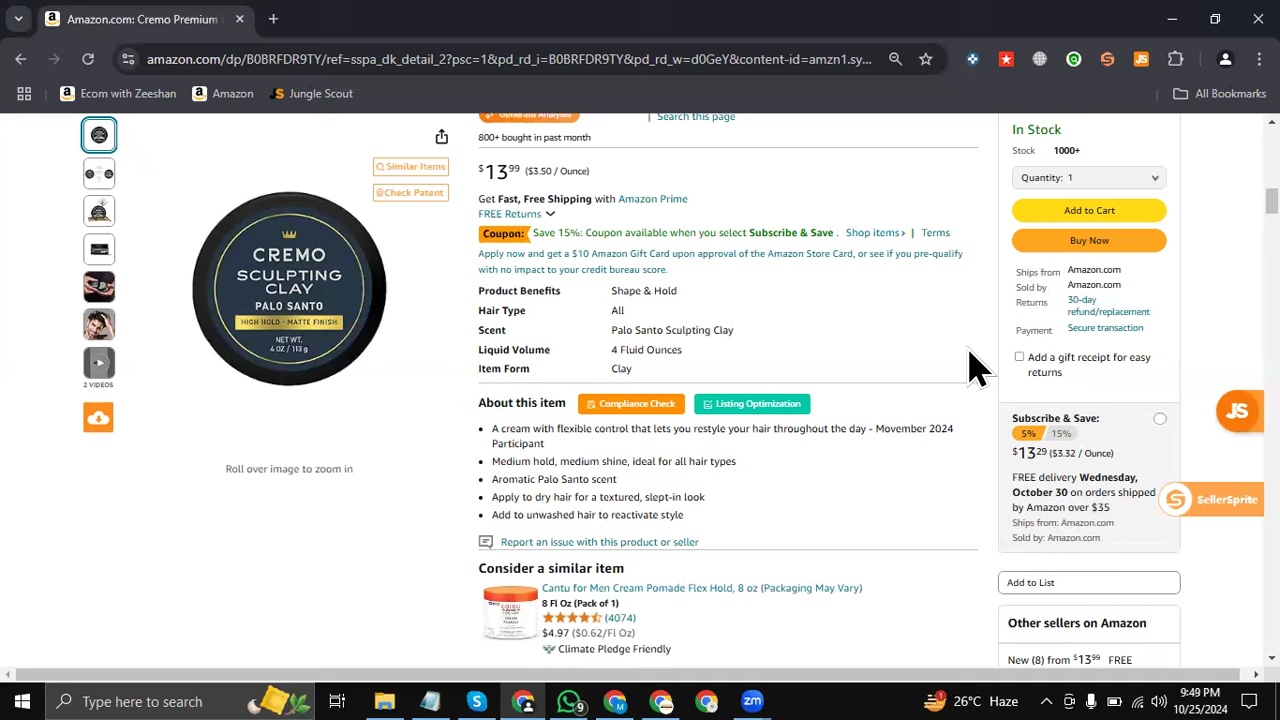 Amazon.com: Cremo Premium
amazon.com/dp/B0BRFDR9TY/ref=sspa_dk_detail_2?psc=1&pd_rd_i=B0BRFDR9TY&pd_rd_w=d0GeY&content-id=amzn1.sy...
Ecom with Zeeshan
Amazon
Jungle Scout
All Bookmarks
2 VIDEOS
Similar Items
Check Patent
CREMO
SCULPTING
CLAY
PALO SANTO
HIGH HOLD · MATTE FINISH
NET WT.
4 OZ / 113 g
Roll over image to zoom in
Generate Analysis
| Search this page
800+ bought in past month
$13.99 ($3.50 / Ounce)
Get Fast, Free Shipping with Amazon Prime
FREE Returns
Coupon: Save 15%: Coupon available when you select Subscribe & Save . Shop items› | Terms
Apply now and get a $10 Amazon Gift Card upon approval of the Amazon Store Card, or see if you pre-qualify
with no impact to your credit bureau score.
Product Benefits Shape & Hold
Hair Type All
Scent Palo Santo Sculpting Clay
Liquid Volume 4 Fluid Ounces
Item Form Clay
About this item Compliance Check Listing Optimization
• A cream with flexible control that lets you restyle your hair throughout the day - Movember 2024
Participant
• Medium hold, medium shine, ideal for all hair types
• Aromatic Palo Santo scent
• Apply to dry hair for a textured, slept-in look
• Add to unwashed hair to reactivate style
Report an issue with this product or seller
Consider a similar item
Cantu for Men Cream Pomade Flex Hold, 8 oz (Packaging May Vary)
8 Fl Oz (Pack of 1)
(4074)
$4.97 ($0.62/Fl Oz)
Climate Pledge Friendly
In Stock
Stock 1000+
Quantity: 1
Add to Cart
Buy Now
Ships from Amazon.com
Sold by Amazon.com
Returns 30-day
refund/replacement
Payment Secure transaction
Add a gift receipt for easy
returns
Subscribe & Save:
5% 15%
$13.29 ($3.32 / Ounce)
FREE delivery Wednesday,
October 30 on orders shipped
by Amazon over $35
Ships from: Amazon.com
Sold by: Amazon.com
Add to List
Other sellers on Amazon
New (8) from $13.99 FREE
JS
SellerSprite
Type here to search
9
1
26°C Haze
9:49 PM
10/25/2024